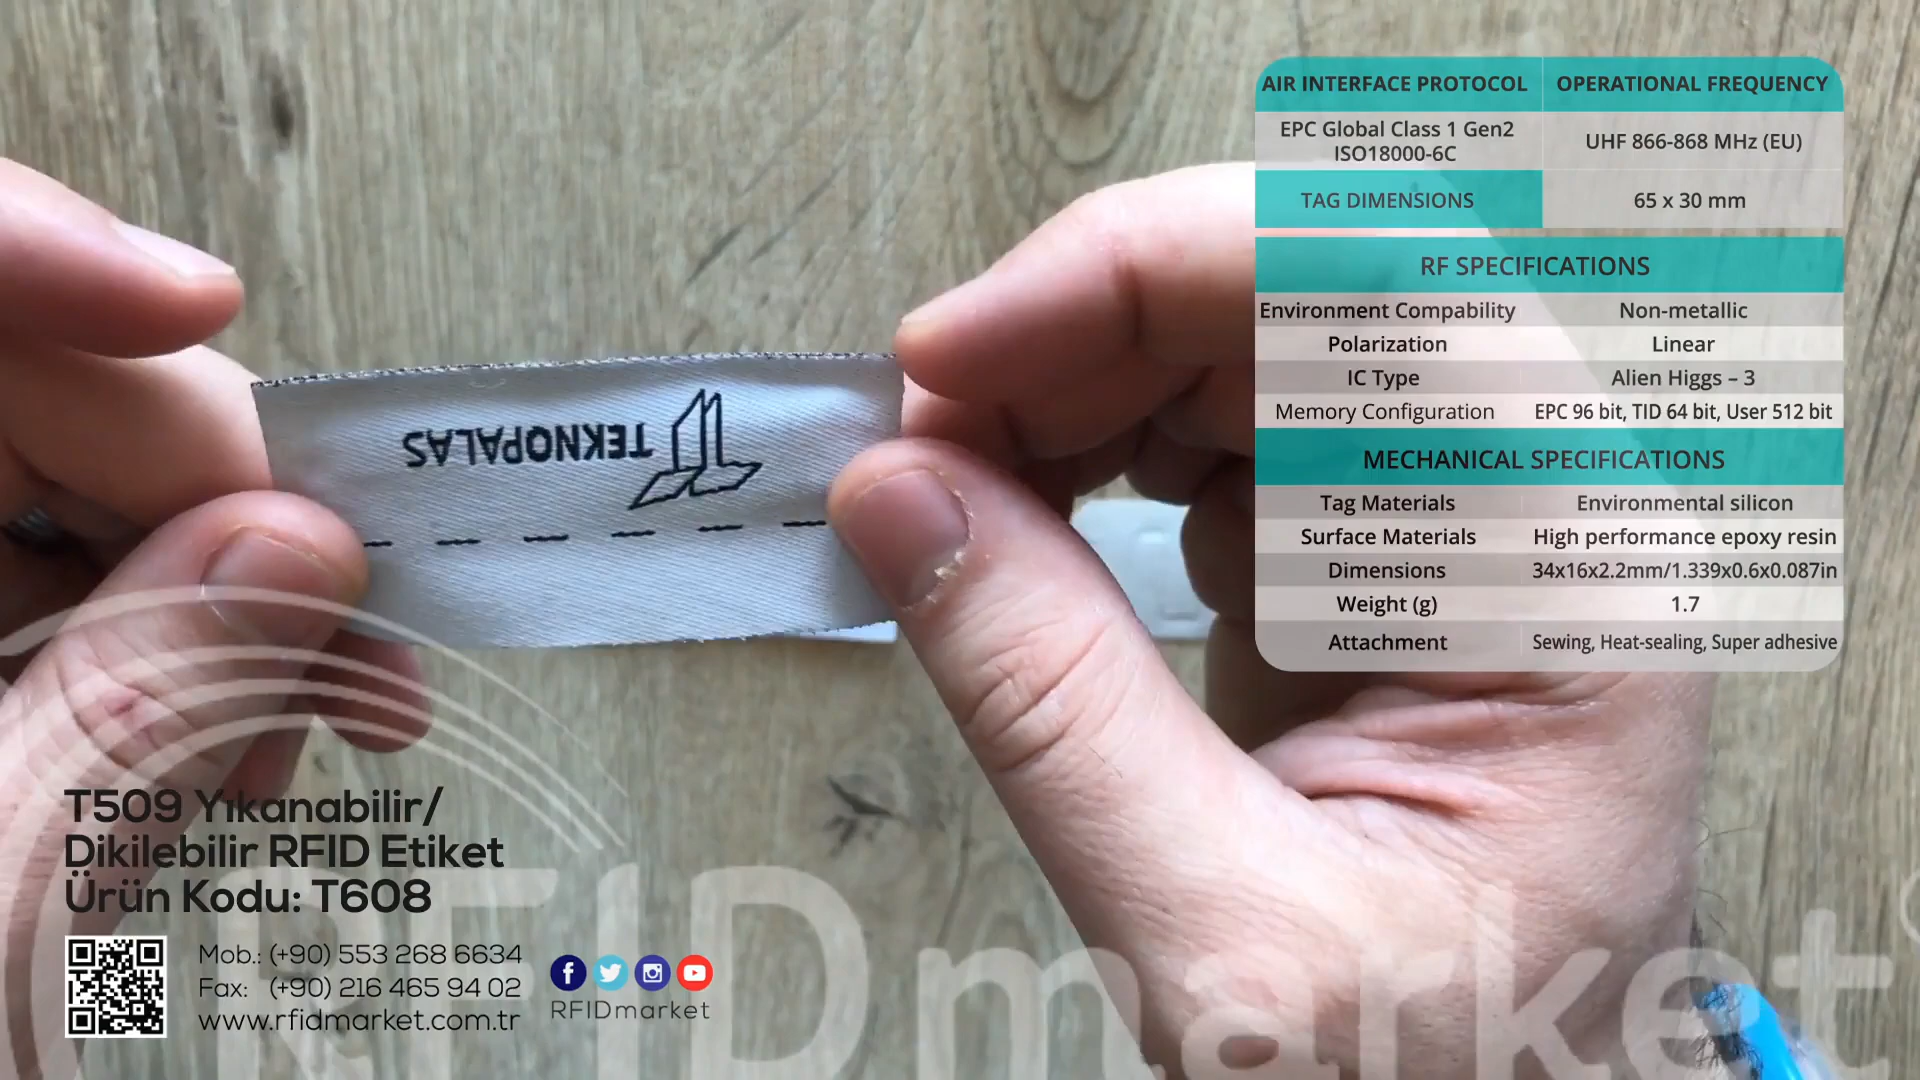 AIR INTERFACE PROTOCOL OPERATIONAL FREQUENCY
EPC Global Class 1 Gen2
ISO18000-6C
UHF 866-868 MHz (EU)
TAG DIMENSIONS 65 x 30 mm
RF SPECIFICATIONS
Environment Compability Non-metallic
Polarization Linear
IC Type Alien Higgs – 3
Memory Configuration EPC 96 bit, TID 64 bit, User 512 bit
MECHANICAL SPECIFICATIONS
Tag Materials Environmental silicon
Surface Materials High performance epoxy resin
Dimensions 34x16x2.2mm/1.339x0.6x0.087in
Weight (g) 1.7
Attachment Sewing, Heat-sealing, Super adhesive
TEKNOPALAS
T509 Yıkanabilir/
Dikilebilir RFID Etiket
Ürün Kodu: T608
Mob.: (+90) 553 268 6634
Fax: (+90) 216 465 94 02
www.rfidmarket.com.tr
RFIDmarket
RFIDmarket